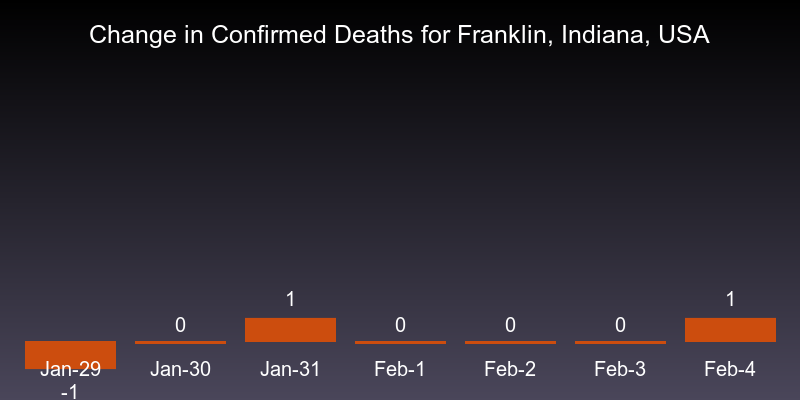 Change in Confirmed Deaths for Franklin, Indiana, USA
1
1
0
0
0
0
Jan-29
Jan-30
Jan-31
Feb-1
Feb-2
Feb-3
Feb-4
-1